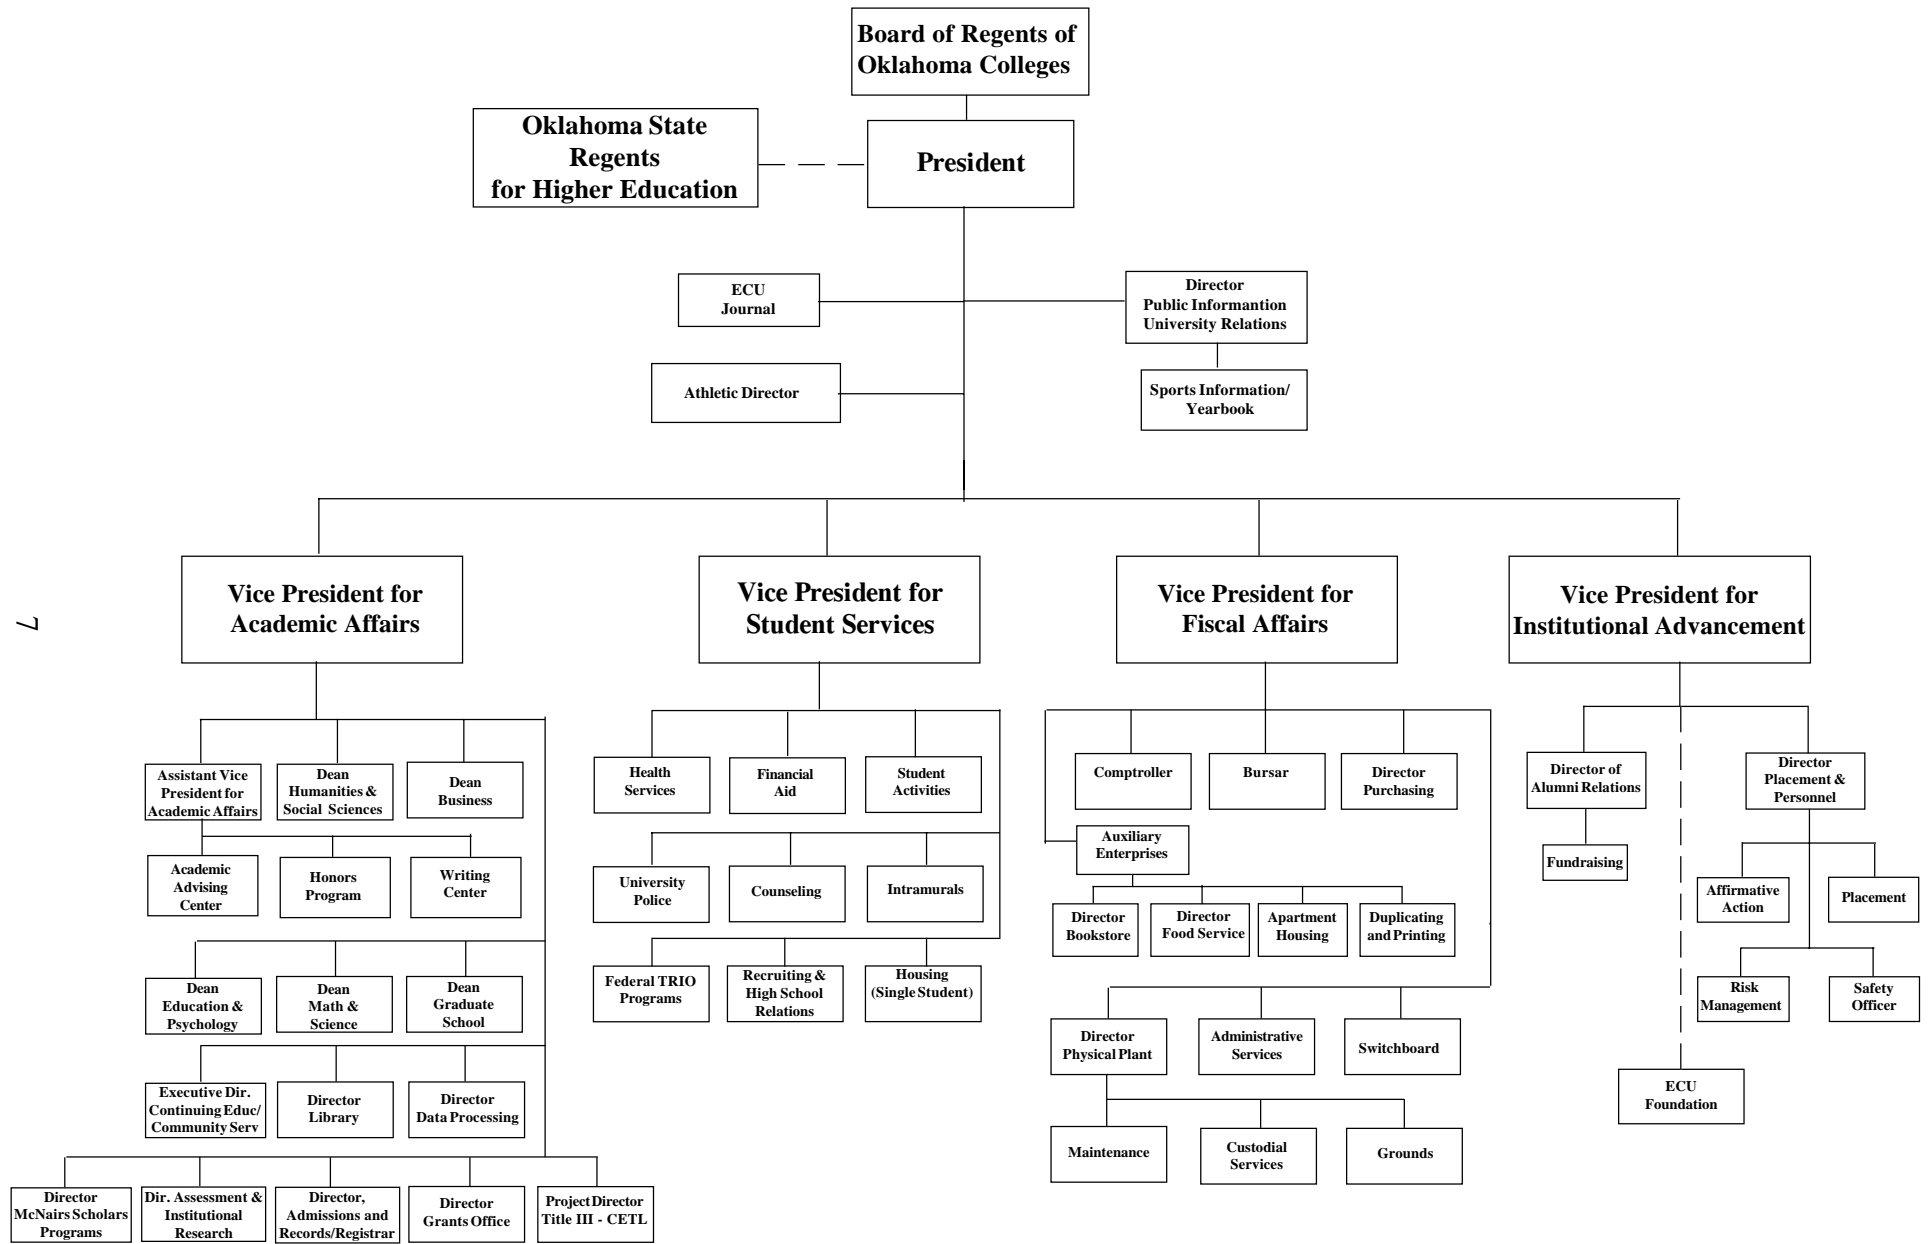 Board of Regents of
Oklahoma Colleges
Oklahoma State
Regents
for Higher Education
President
ECU
Journal
Director
Public Informantion
University Relations
Athletic Director
Sports Information/
Yearbook
7
Vice President for
Academic Affairs
Vice President for
Student Services
Vice President for
Fiscal Affairs
Vice President for
Institutional Advancement
Assistant Vice
President for
Academic Affairs
Dean
Humanities &
Social Sciences
Dean
Business
Academic
Advising
Center
Honors
Program
Writing
Center
Dean
Education &
Psychology
Dean
Math &
Science
Dean
Graduate
School
Executive Dir.
Continuing Educ/
Community Serv
Director
Library
Director
Data Processing
Director
McNairs Scholars
Programs
Dir. Assessment &
Institutional
Research
Director,
Admissions and
Records/Registrar
Director
Grants Office
Project Director
Title III - CETL
Health
Services
Financial
Aid
Student
Activities
University
Police
Counseling
Intramurals
Federal TRIO
Programs
Recruiting &
High School
Relations
Housing
(Single Student)
Comptroller
Bursar
Director
Purchasing
Auxiliary
Enterprises
Director
Bookstore
Director
Food Service
Apartment
Housing
Duplicating
and Printing
Director
Physical Plant
Administrative
Services
Switchboard
Maintenance
Custodial
Services
Grounds
Director of
Alumni Relations
Director
Placement &
Personnel
Fundraising
Affirmative
Action
Placement
Risk
Management
Safety
Officer
ECU
Foundation